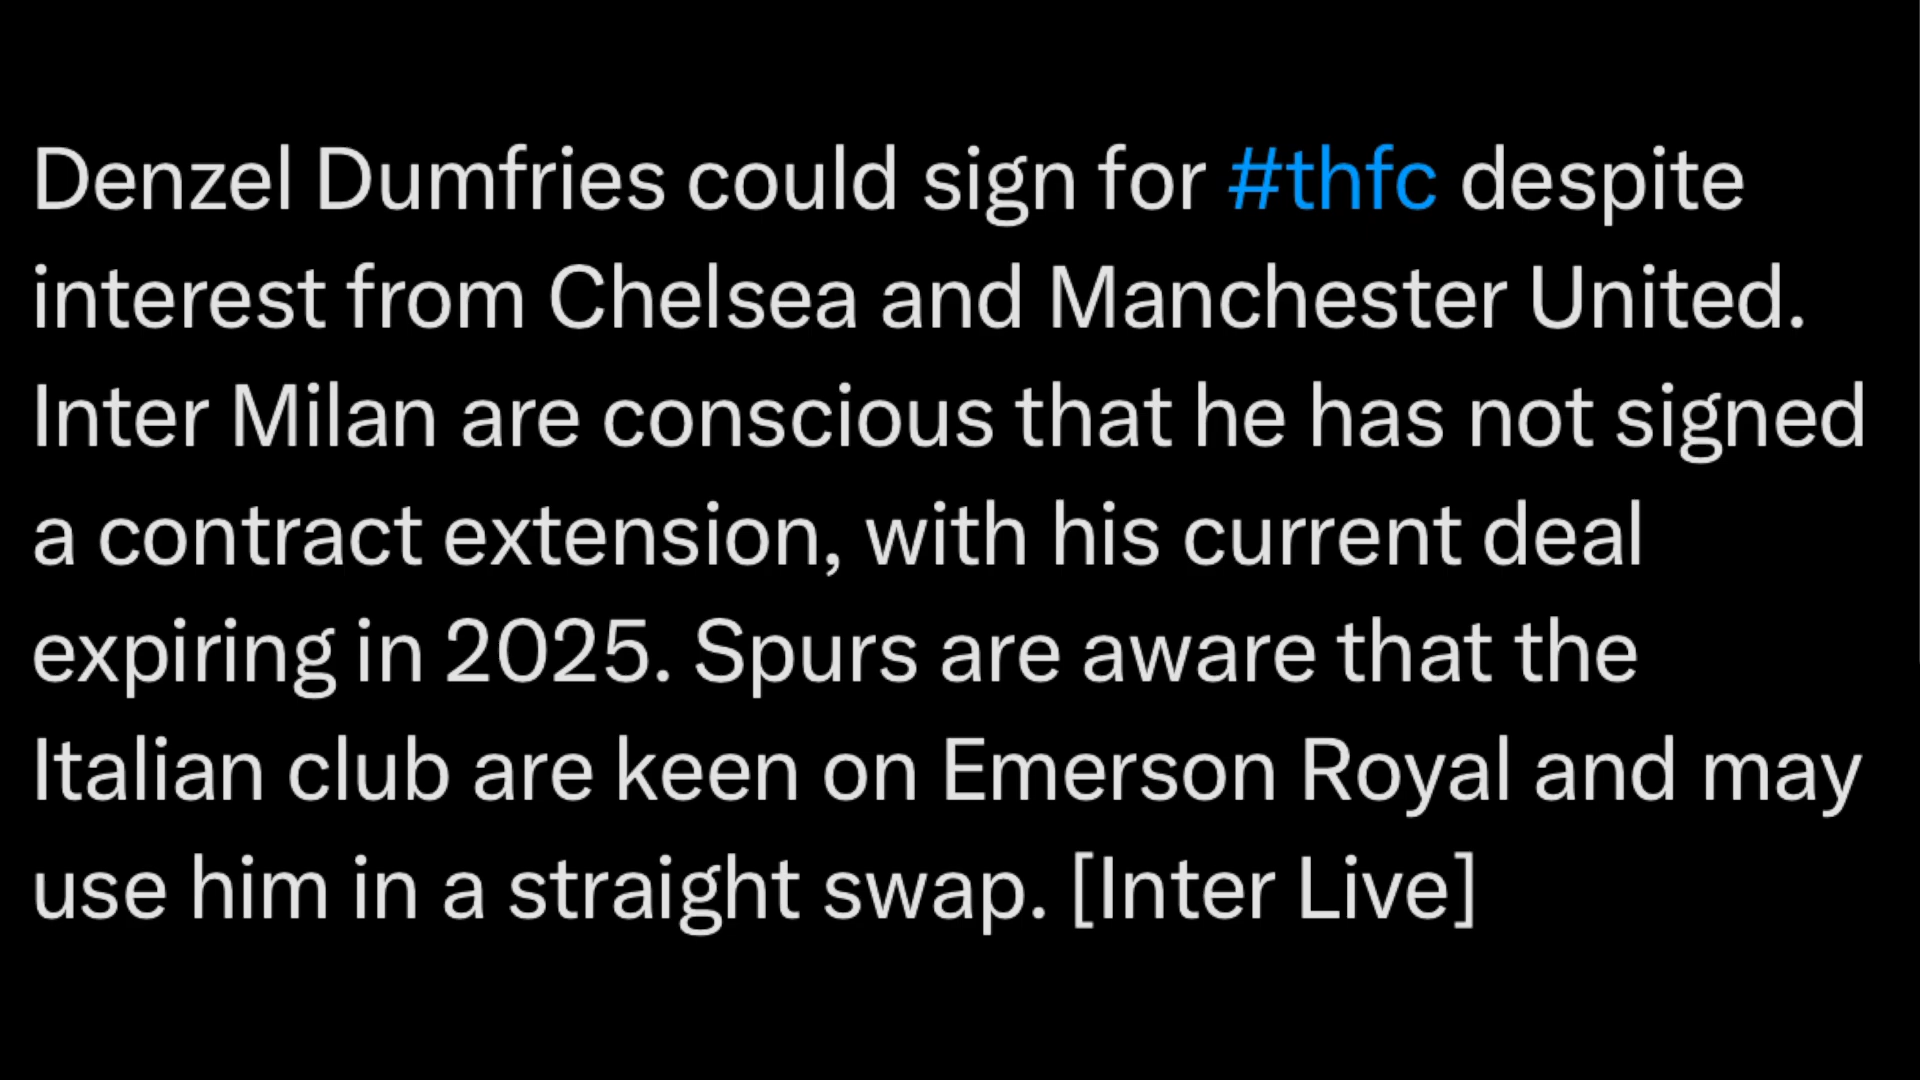 Denzel Dumfries could sign for #thfc despite
interest from Chelsea and Manchester United.
Inter Milan are conscious that he has not signed
a contract extension, with his current deal
expiring in 2025. Spurs are aware that the
Italian club are keen on Emerson Royal and may
use him in a straight swap. [Inter Live]